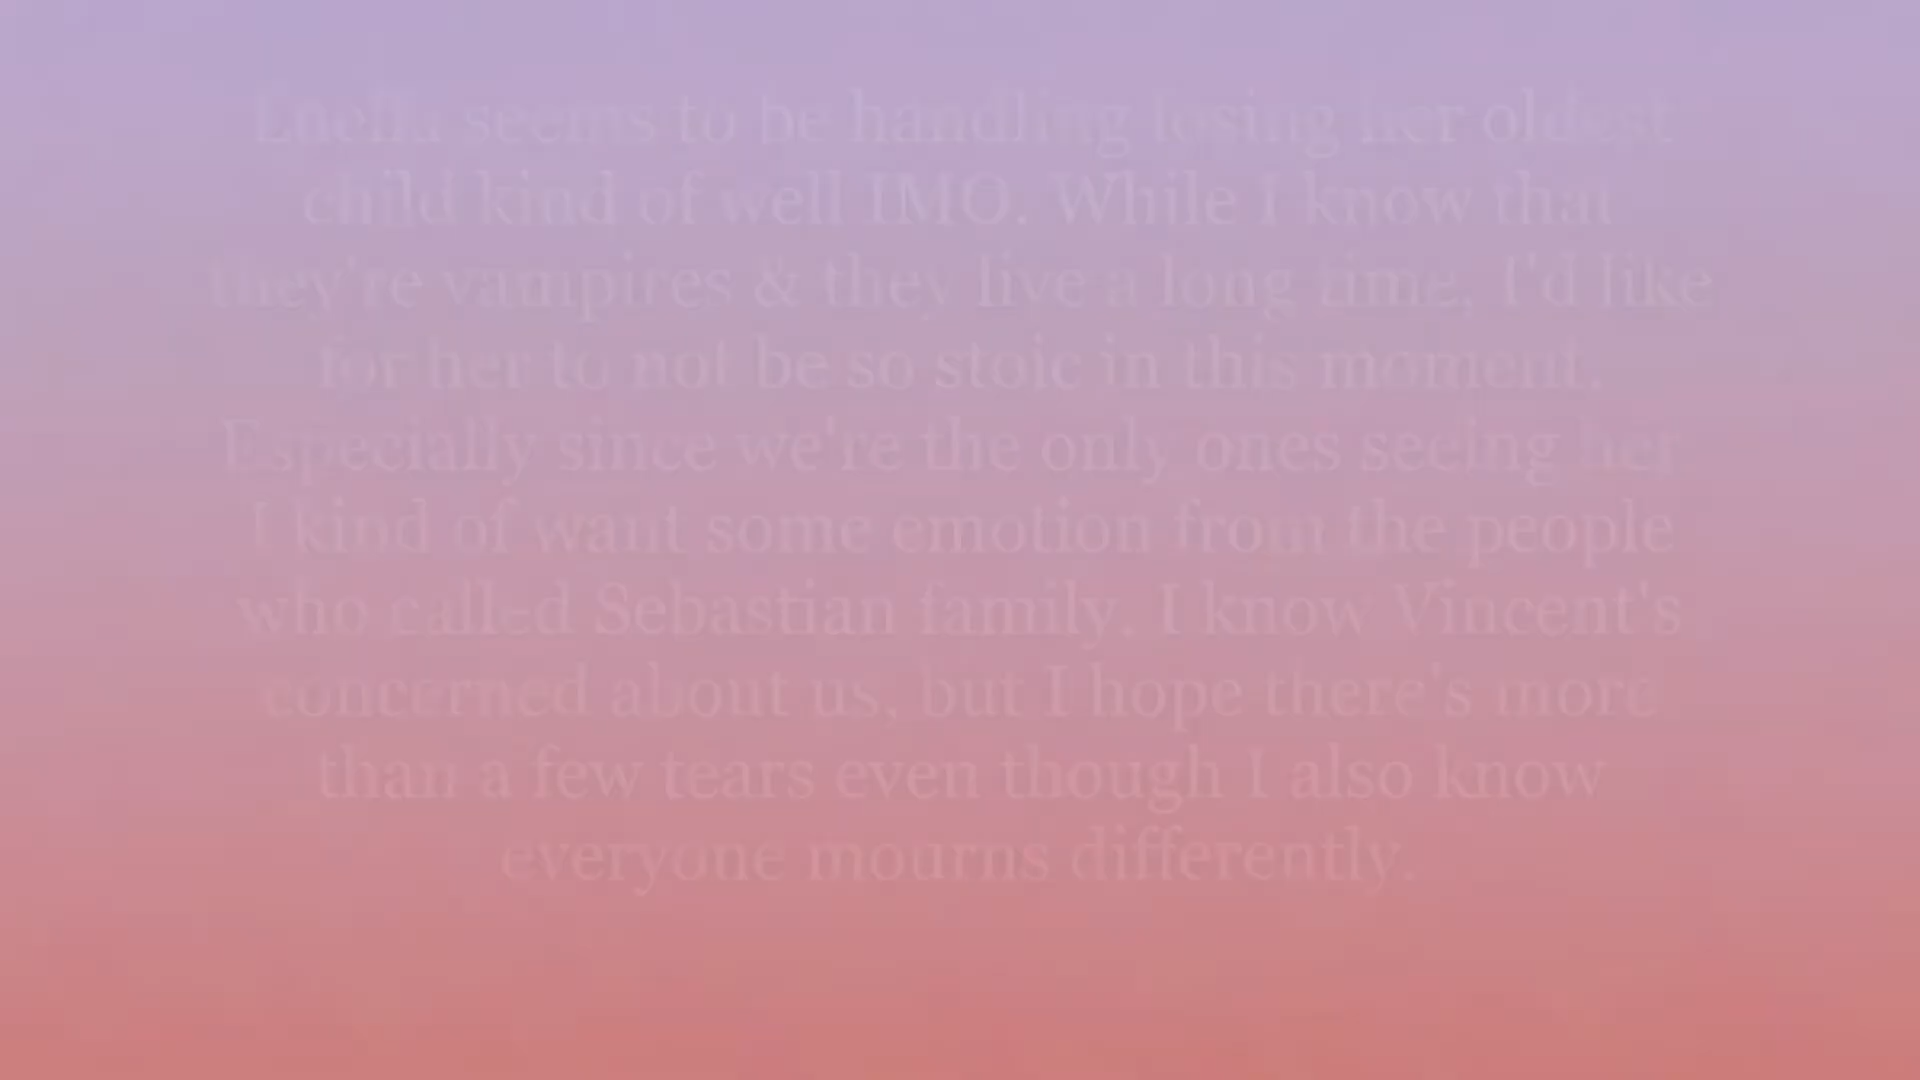 Luella seems to be handling losing her oldest
child kind of well IMO. While I know that
they're vampires & they live a long time, I'd like
for her to not be so stoic in this moment.
Especially since we're the only ones seeing her
I kind of want some emotion from the people
who called Sebastian family. I know Vincent's
concerned about us, but I hope there's more
than a few tears even though I also know
everyone mourns differently.